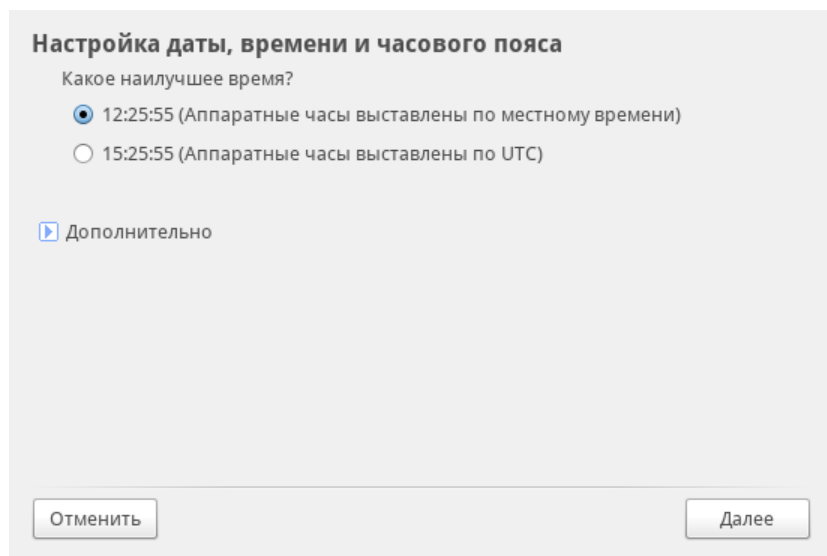 Настройка даты, времени и часового пояса
Какое наилучшее время?
12:25:55 (Аппаратные часы выставлены по местному времени)
15:25:55 (Аппаратные часы выставлены по UTC)
Дополнительно
Отменить
Далее